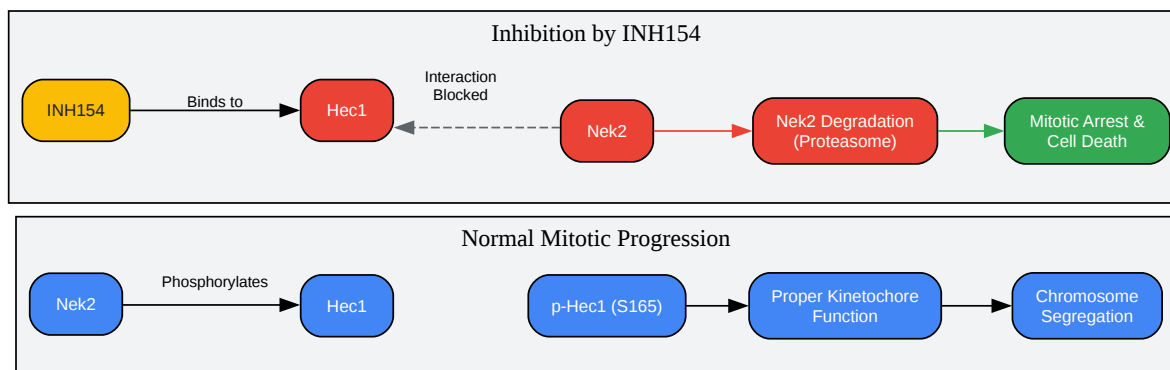 Inhibition by INH154
INH154
Binds to
Hec1
Interaction
Blocked
Nek2
Nek2 Degradation
(Proteasome)
Mitotic Arrest &
Cell Death
Normal Mitotic Progression
Nek2
Phosphorylates
Hec1
p-Hec1 (S165)
Proper Kinetochore
Function
Chromosome
Segregation